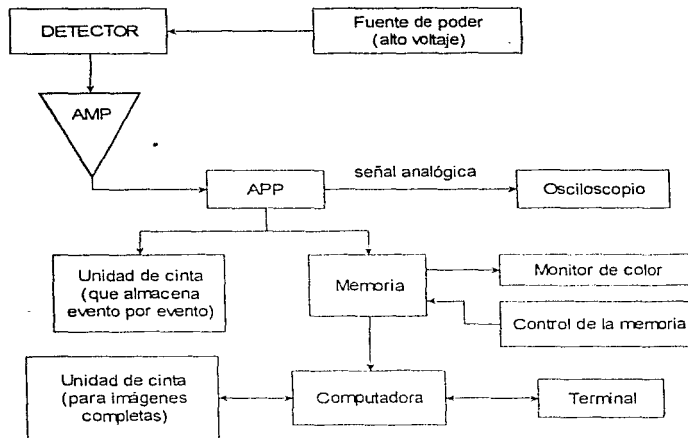 DETECTOR
Fuente de poder
(alto voltaje)
AMP
señal analógica
APP
Osciloscopio
Unidad de cinta
(que almacena
evento por evento)
Memoria
Monitor de color
Control de la memoria
Unidad de cinta
(para imágenes
completas)
Computadora
Terminal